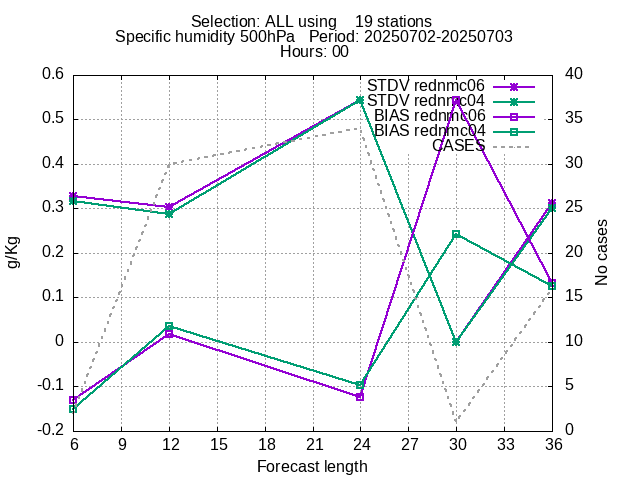 Selection: ALL using    19 stations
Specific humidity 500hPa   Period: 20250702-20250703
Hours: 00
STDV rednmc06
STDV rednmc04
BIAS rednmc06
BIAS rednmc04
CASES
0.6
0.5
0.4
0.3
0.2
0.1
0
-0.1
-0.2
g/Kg
40
35
30
25
20
15
10
5
0
No cases
6 9 12 15 18 21 24 27 30 33 36
Forecast length